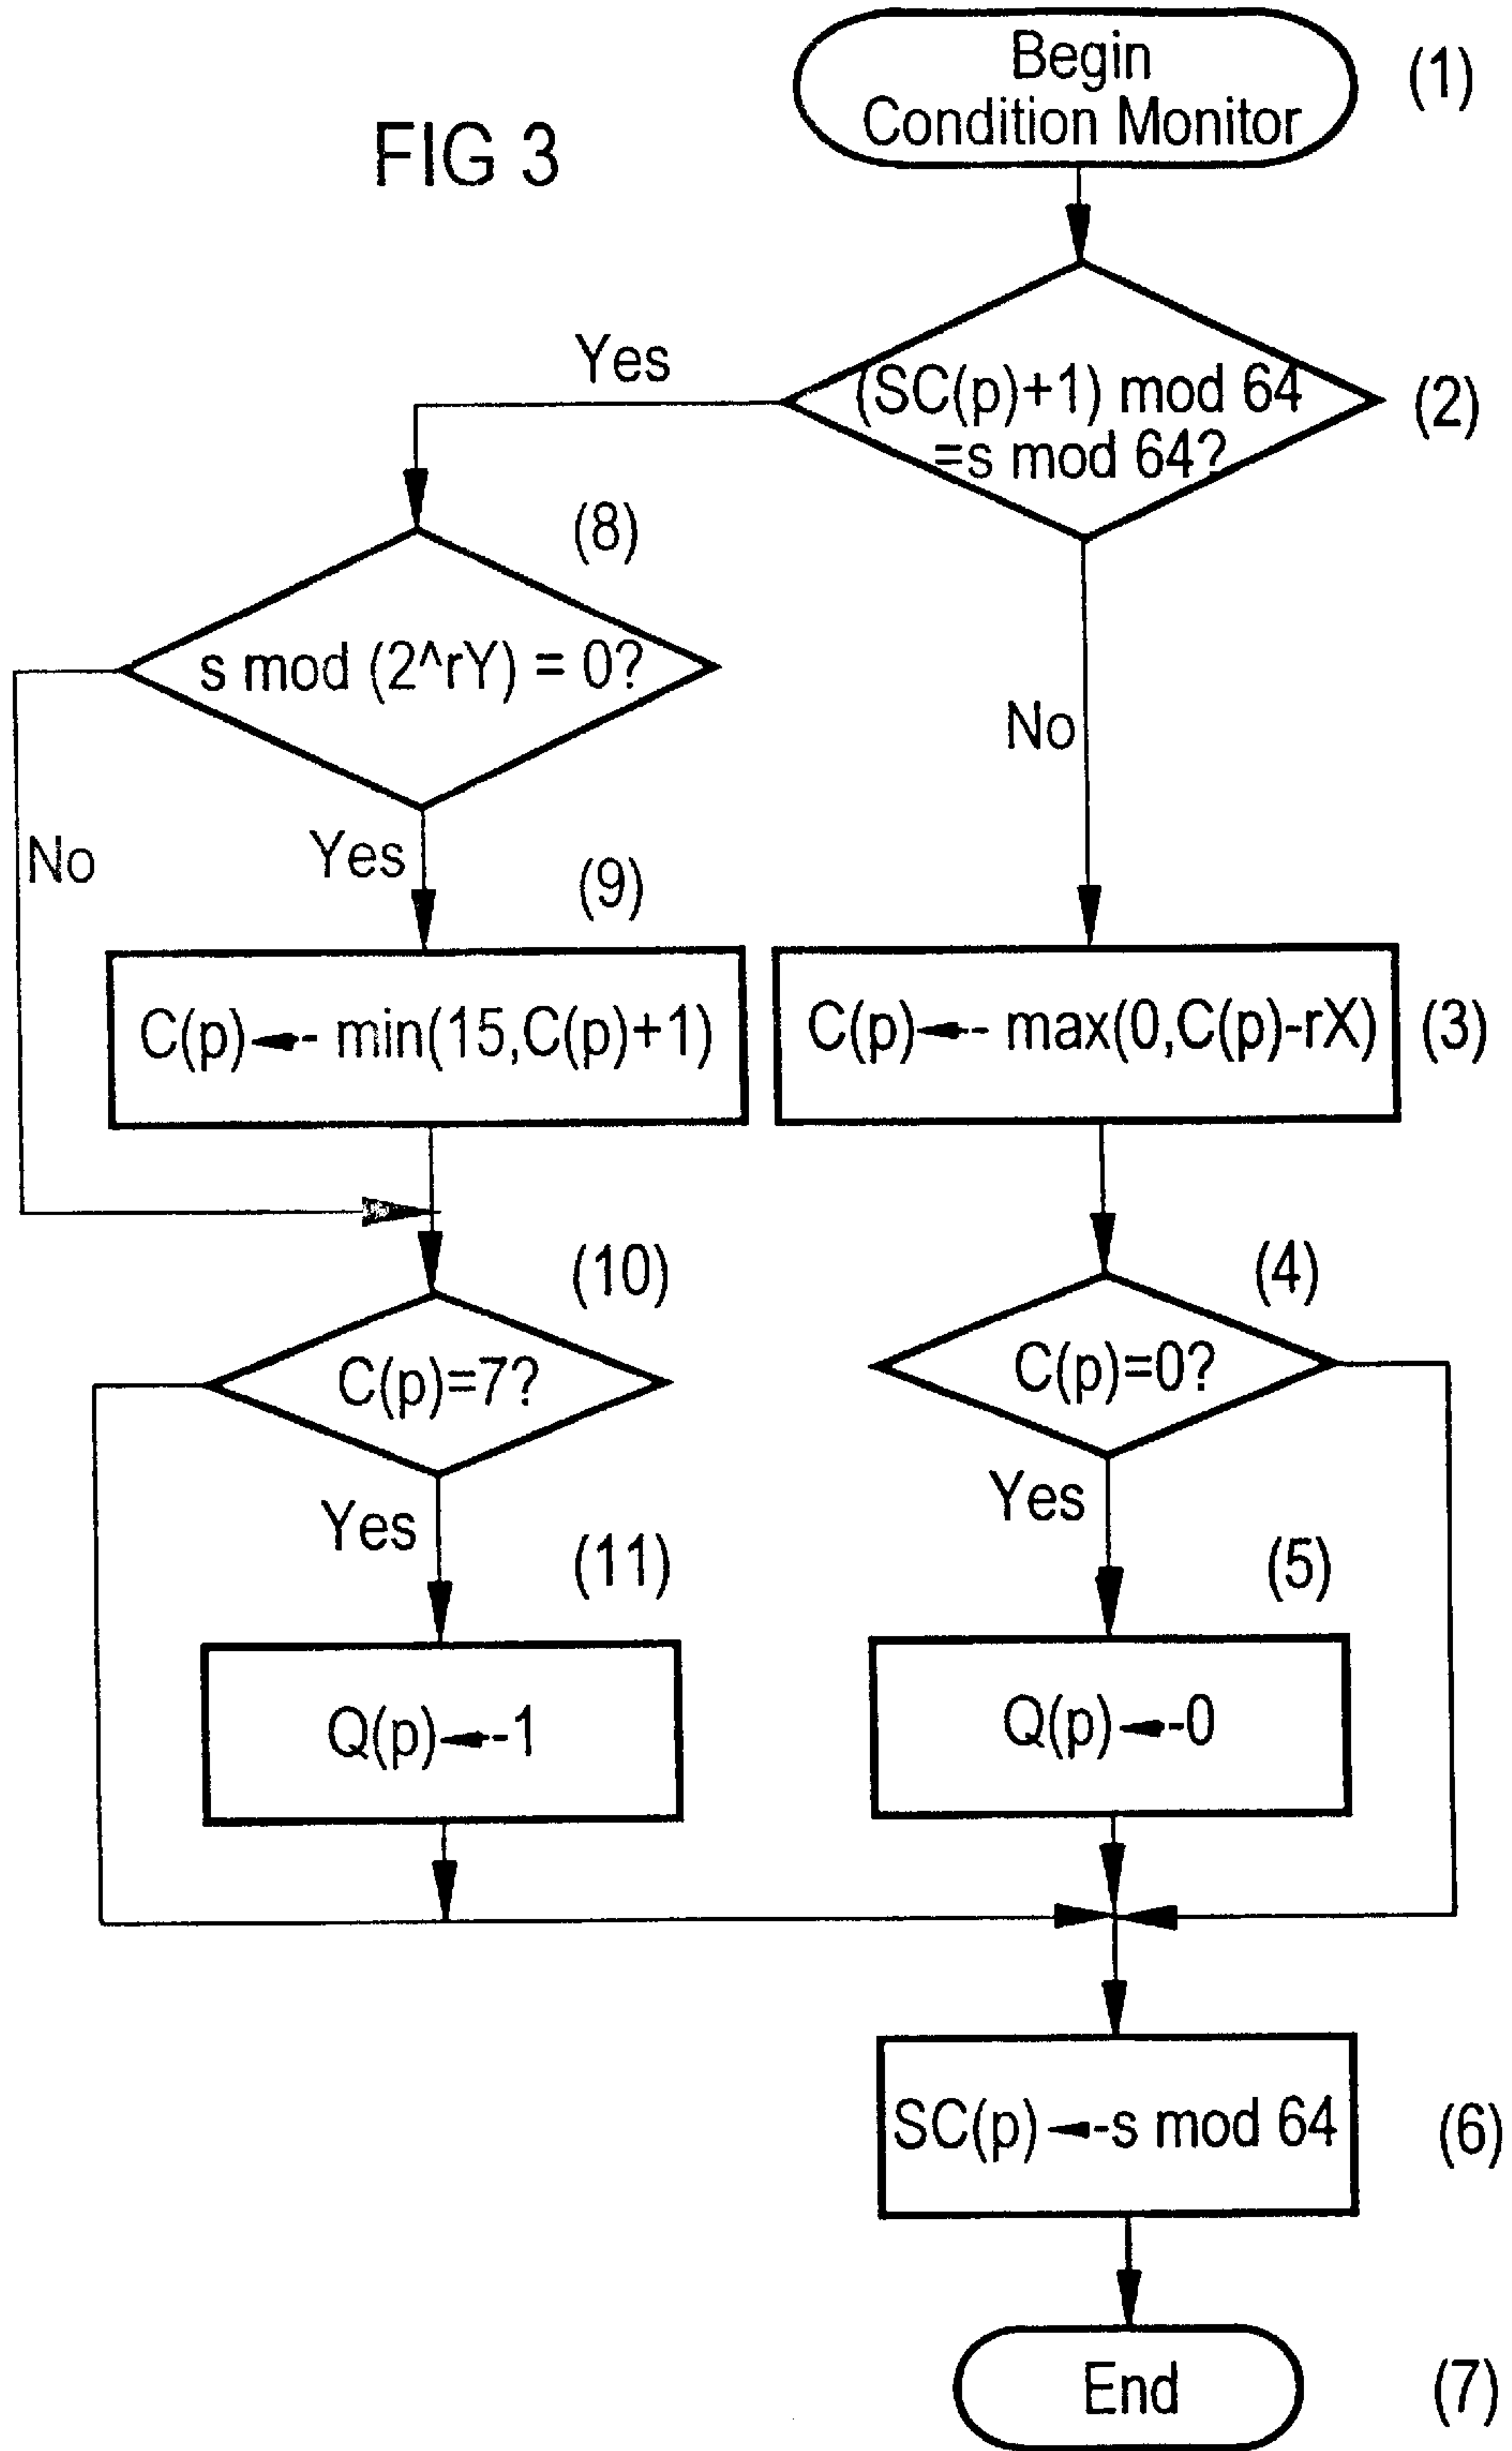 FIG 3
Begin
Condition Monitor
(1)
(SC(p)+1) mod 64
=s mod 64?
(2)
Yes
No
(8)
s mod (2^rY) = 0?
No
Yes
(9)
C(p)◄- min(15,C(p)+1)
C(p)◄- max(0,C(p)-rX)
(3)
(10)
C(p)=7?
(4)
C(p)=0?
Yes
(11)
Yes
(5)
Q(p)◄-1
Q(p)◄-0
SC(p)◄-s mod 64
(6)
End
(7)